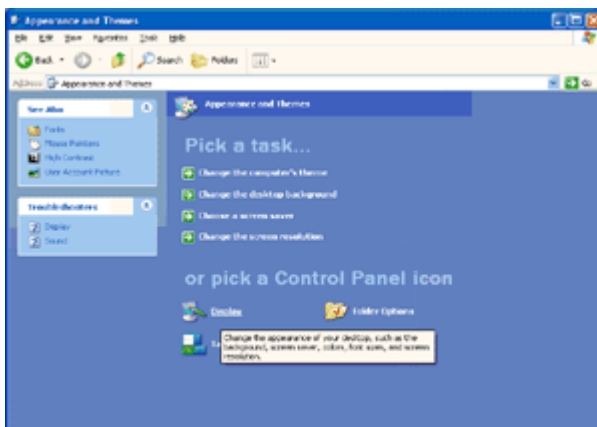 Appearance and Themes
File Edit View Favorites Tools Help
Back Search Folders
Address Appearance and Themes
See Also
Fonts
Mouse Pointers
High Contrast
User Account Picture
Troubleshooters
Display
Sound
Appearance and Themes
Pick a task...
Change the computer's theme
Change the desktop background
Choose a screen saver
Change the screen resolution
or pick a Control Panel icon
Display Folder Options
Change the appearance of your desktop, such as the
background, screen saver, colors, font sizes, and screen
resolution.